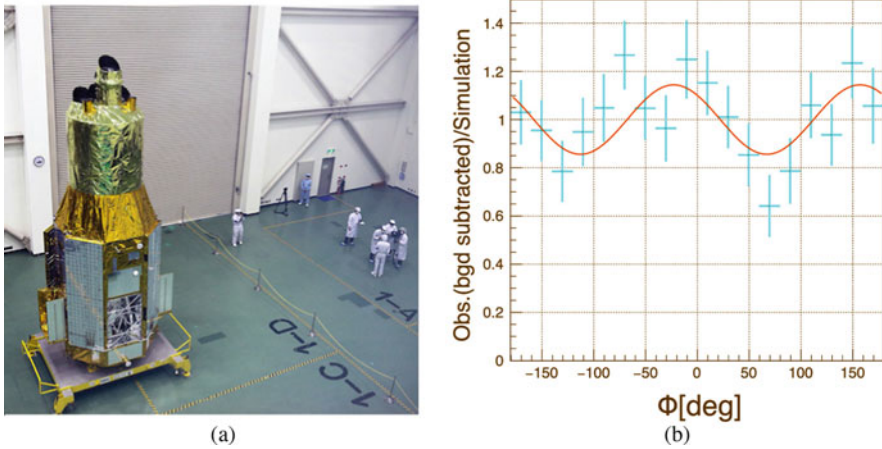 1-A
1-D
1-C
(a)
Obs.(bgd subtracted)/Simulation
1.4
1.2
1
0.8
0.6
0.4
0.2
0
−150
−100
−50
0
50
100
150
Φ[deg]
(b)